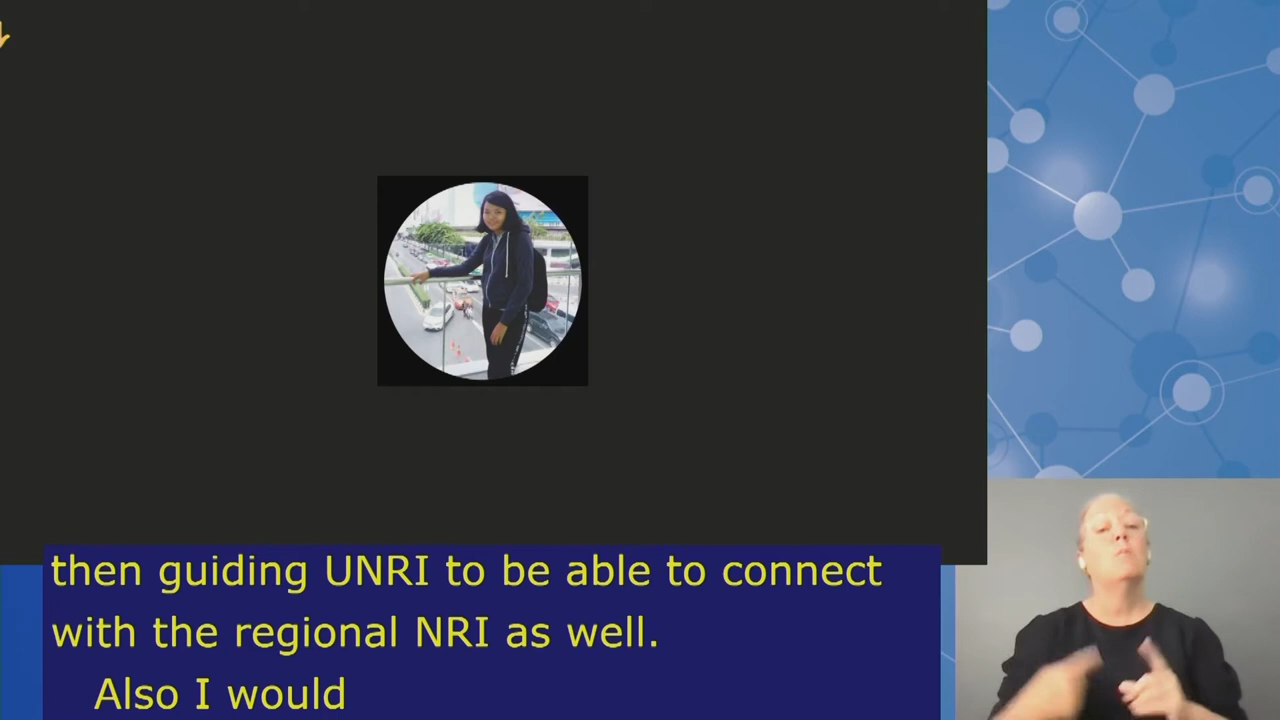 then guiding UNRI to be able to connect
with the regional NRI as well.
Also I would